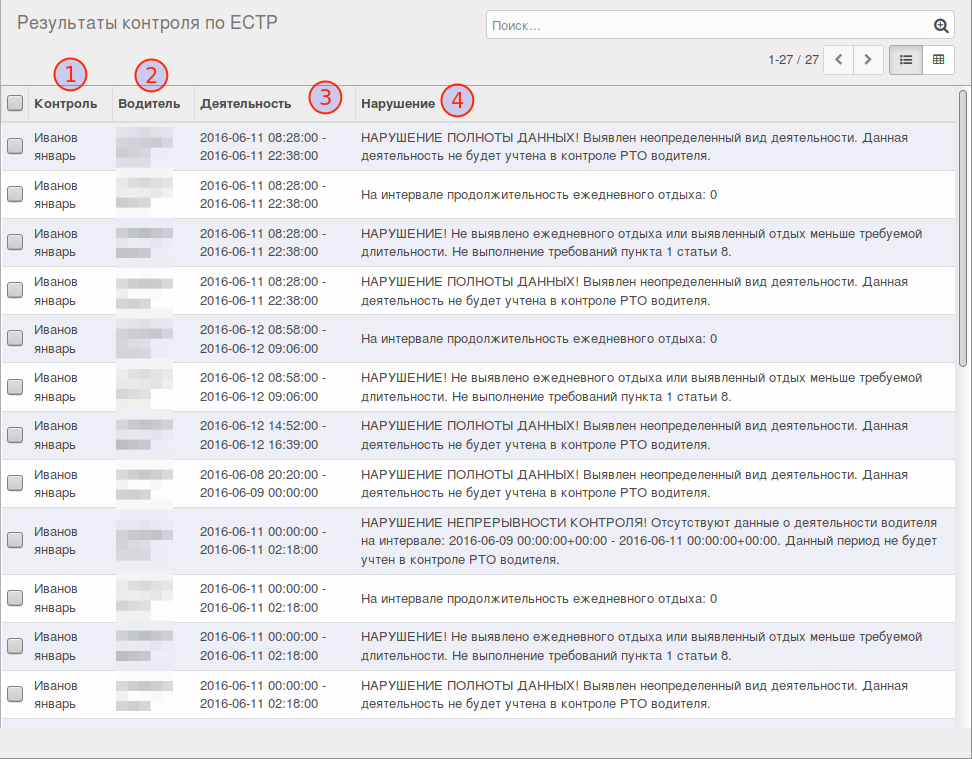 Результаты контроля по ЕСТР
Поиск...
1-27 / 27
1 2 3 4
Контроль Водитель Деятельность Нарушение
Иванов 2016-06-11 08:28:00 - НАРУШЕНИЕ ПОЛНОТЫ ДАННЫХ! Выявлен неопределенный вид деятельности. Данная
январь 2016-06-11 22:38:00 деятельность не будет учтена в контроле РТО водителя.
Иванов 2016-06-11 08:28:00 -
январь 2016-06-11 22:38:00 На интервале продолжительность ежедневного отдыха: 0
Иванов 2016-06-11 08:28:00 - НАРУШЕНИЕ! Не выявлено ежедневного отдыха или выявленный отдых меньше требуемой
январь 2016-06-11 22:38:00 длительности. Не выполнение требований пункта 1 статьи 8.
Иванов 2016-06-11 08:28:00 - НАРУШЕНИЕ ПОЛНОТЫ ДАННЫХ! Выявлен неопределенный вид деятельности. Данная
январь 2016-06-11 22:38:00 деятельность не будет учтена в контроле РТО водителя.
Иванов 2016-06-12 08:58:00 -
январь 2016-06-12 09:06:00 На интервале продолжительность ежедневного отдыха: 0
Иванов 2016-06-12 08:58:00 - НАРУШЕНИЕ! Не выявлено ежедневного отдыха или выявленный отдых меньше требуемой
январь 2016-06-12 09:06:00 длительности. Не выполнение требований пункта 1 статьи 8.
Иванов 2016-06-12 14:52:00 - НАРУШЕНИЕ ПОЛНОТЫ ДАННЫХ! Выявлен неопределенный вид деятельности. Данная
январь 2016-06-12 16:39:00 деятельность не будет учтена в контроле РТО водителя.
Иванов 2016-06-08 20:20:00 - НАРУШЕНИЕ ПОЛНОТЫ ДАННЫХ! Выявлен неопределенный вид деятельности. Данная
январь 2016-06-09 00:00:00 деятельность не будет учтена в контроле РТО водителя.
НАРУШЕНИЕ НЕПРЕРЫВНОСТИ КОНТРОЛЯ! Отсутствуют данные о деятельности водителя
Иванов 2016-06-11 00:00:00 - на интервале: 2016-06-09 00:00:00+00:00 - 2016-06-11 00:00:00+00:00. Данный период не будет
январь 2016-06-11 02:18:00 учтен в контроле РТО водителя.
Иванов 2016-06-11 00:00:00 -
январь 2016-06-11 02:18:00 На интервале продолжительность ежедневного отдыха: 0
Иванов 2016-06-11 00:00:00 - НАРУШЕНИЕ! Не выявлено ежедневного отдыха или выявленный отдых меньше требуемой
январь 2016-06-11 02:18:00 длительности. Не выполнение требований пункта 1 статьи 8.
Иванов 2016-06-11 00:00:00 - НАРУШЕНИЕ ПОЛНОТЫ ДАННЫХ! Выявлен неопределенный вид деятельности. Данная
январь 2016-06-11 02:18:00 деятельность не будет учтена в контроле РТО водителя.